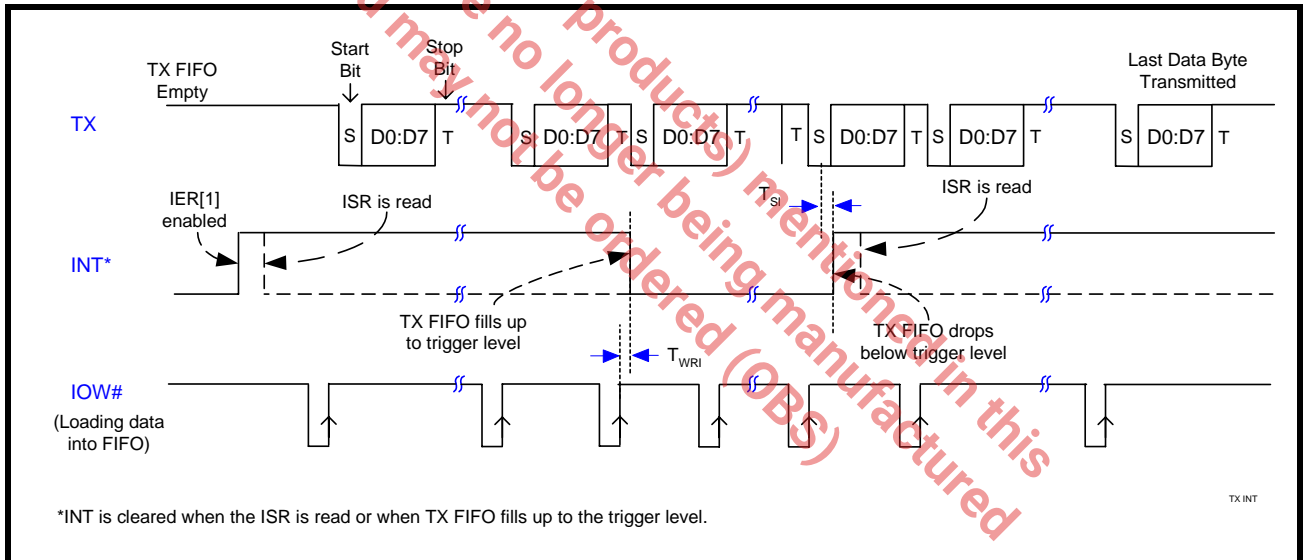 products) mentioned in this
e no longer being manufactured
d may not be ordered (OBS)
TX FIFO
Empty
Start
Bit
Stop
Bit
Last Data Byte
Transmitted
TX
S D0:D7 T S D0:D7 T S D0:D7 T T S D0:D7 T S D0:D7 T S D0:D7 T
IER[1]
enabled
ISR is read
TSI
ISR is read
INT*
TX FIFO fills up
to trigger level
TX FIFO drops
below trigger level
TWRI
IOW#
(Loading data
into FIFO)
*INT is cleared when the ISR is read or when TX FIFO fills up to the trigger level.
TX INT